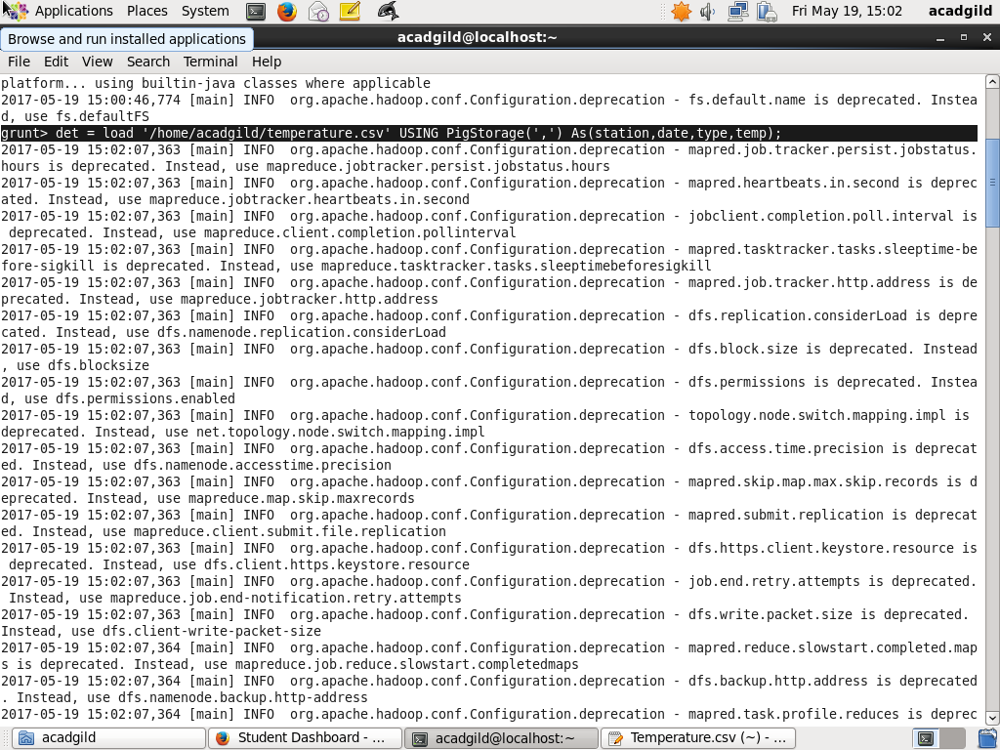 Applications Places System Fri May 19, 15:02 acadgild
Browse and run installed applications
acadgild@localhost:~
File Edit View Search Terminal Help
platform... using builtin-java classes where applicable
2017-05-19 15:00:46,774 [main] INFO  org.apache.hadoop.conf.Configuration.deprecation - fs.default.name is deprecated. Instea
d, use fs.defaultFS
grunt> det = load '/home/acadgild/temperature.csv' USING PigStorage(',') As(station,date,type,temp);
2017-05-19 15:02:07,363 [main] INFO  org.apache.hadoop.conf.Configuration.deprecation - mapred.job.tracker.persist.jobstatus.
hours is deprecated. Instead, use mapreduce.jobtracker.persist.jobstatus.hours
2017-05-19 15:02:07,363 [main] INFO  org.apache.hadoop.conf.Configuration.deprecation - mapred.heartbeats.in.second is deprec
ated. Instead, use mapreduce.jobtracker.heartbeats.in.second
2017-05-19 15:02:07,363 [main] INFO  org.apache.hadoop.conf.Configuration.deprecation - jobclient.completion.poll.interval is
 deprecated. Instead, use mapreduce.client.completion.pollinterval
2017-05-19 15:02:07,363 [main] INFO  org.apache.hadoop.conf.Configuration.deprecation - mapred.tasktracker.tasks.sleeptime-be
fore-sigkill is deprecated. Instead, use mapreduce.tasktracker.tasks.sleeptimebeforesigkill
2017-05-19 15:02:07,363 [main] INFO  org.apache.hadoop.conf.Configuration.deprecation - mapred.job.tracker.http.address is de
precated. Instead, use mapreduce.jobtracker.http.address
2017-05-19 15:02:07,363 [main] INFO  org.apache.hadoop.conf.Configuration.deprecation - dfs.replication.considerLoad is depre
cated. Instead, use dfs.namenode.replication.considerLoad
2017-05-19 15:02:07,363 [main] INFO  org.apache.hadoop.conf.Configuration.deprecation - dfs.block.size is deprecated. Instead
, use dfs.blocksize
2017-05-19 15:02:07,363 [main] INFO  org.apache.hadoop.conf.Configuration.deprecation - dfs.permissions is deprecated. Instea
d, use dfs.permissions.enabled
2017-05-19 15:02:07,363 [main] INFO  org.apache.hadoop.conf.Configuration.deprecation - topology.node.switch.mapping.impl is
deprecated. Instead, use net.topology.node.switch.mapping.impl
2017-05-19 15:02:07,363 [main] INFO  org.apache.hadoop.conf.Configuration.deprecation - dfs.access.time.precision is deprecat
ed. Instead, use dfs.namenode.accesstime.precision
2017-05-19 15:02:07,363 [main] INFO  org.apache.hadoop.conf.Configuration.deprecation - mapred.skip.map.max.skip.records is d
eprecated. Instead, use mapreduce.map.skip.maxrecords
2017-05-19 15:02:07,363 [main] INFO  org.apache.hadoop.conf.Configuration.deprecation - mapred.submit.replication is deprecat
ed. Instead, use mapreduce.client.submit.file.replication
2017-05-19 15:02:07,363 [main] INFO  org.apache.hadoop.conf.Configuration.deprecation - dfs.https.client.keystore.resource is
 deprecated. Instead, use dfs.client.https.keystore.resource
2017-05-19 15:02:07,363 [main] INFO  org.apache.hadoop.conf.Configuration.deprecation - job.end.retry.attempts is deprecated.
 Instead, use mapreduce.job.end-notification.retry.attempts
2017-05-19 15:02:07,363 [main] INFO  org.apache.hadoop.conf.Configuration.deprecation - dfs.write.packet.size is deprecated.
Instead, use dfs.client-write-packet-size
2017-05-19 15:02:07,364 [main] INFO  org.apache.hadoop.conf.Configuration.deprecation - mapred.reduce.slowstart.completed.map
s is deprecated. Instead, use mapreduce.job.reduce.slowstart.completedmaps
2017-05-19 15:02:07,364 [main] INFO  org.apache.hadoop.conf.Configuration.deprecation - dfs.backup.http.address is deprecated
. Instead, use dfs.namenode.backup.http-address
2017-05-19 15:02:07,364 [main] INFO  org.apache.hadoop.conf.Configuration.deprecation - mapred.task.profile.reduces is deprec
acadgild Student Dashboard - ... acadgild@localhost:~ Temperature.csv (~) - ...